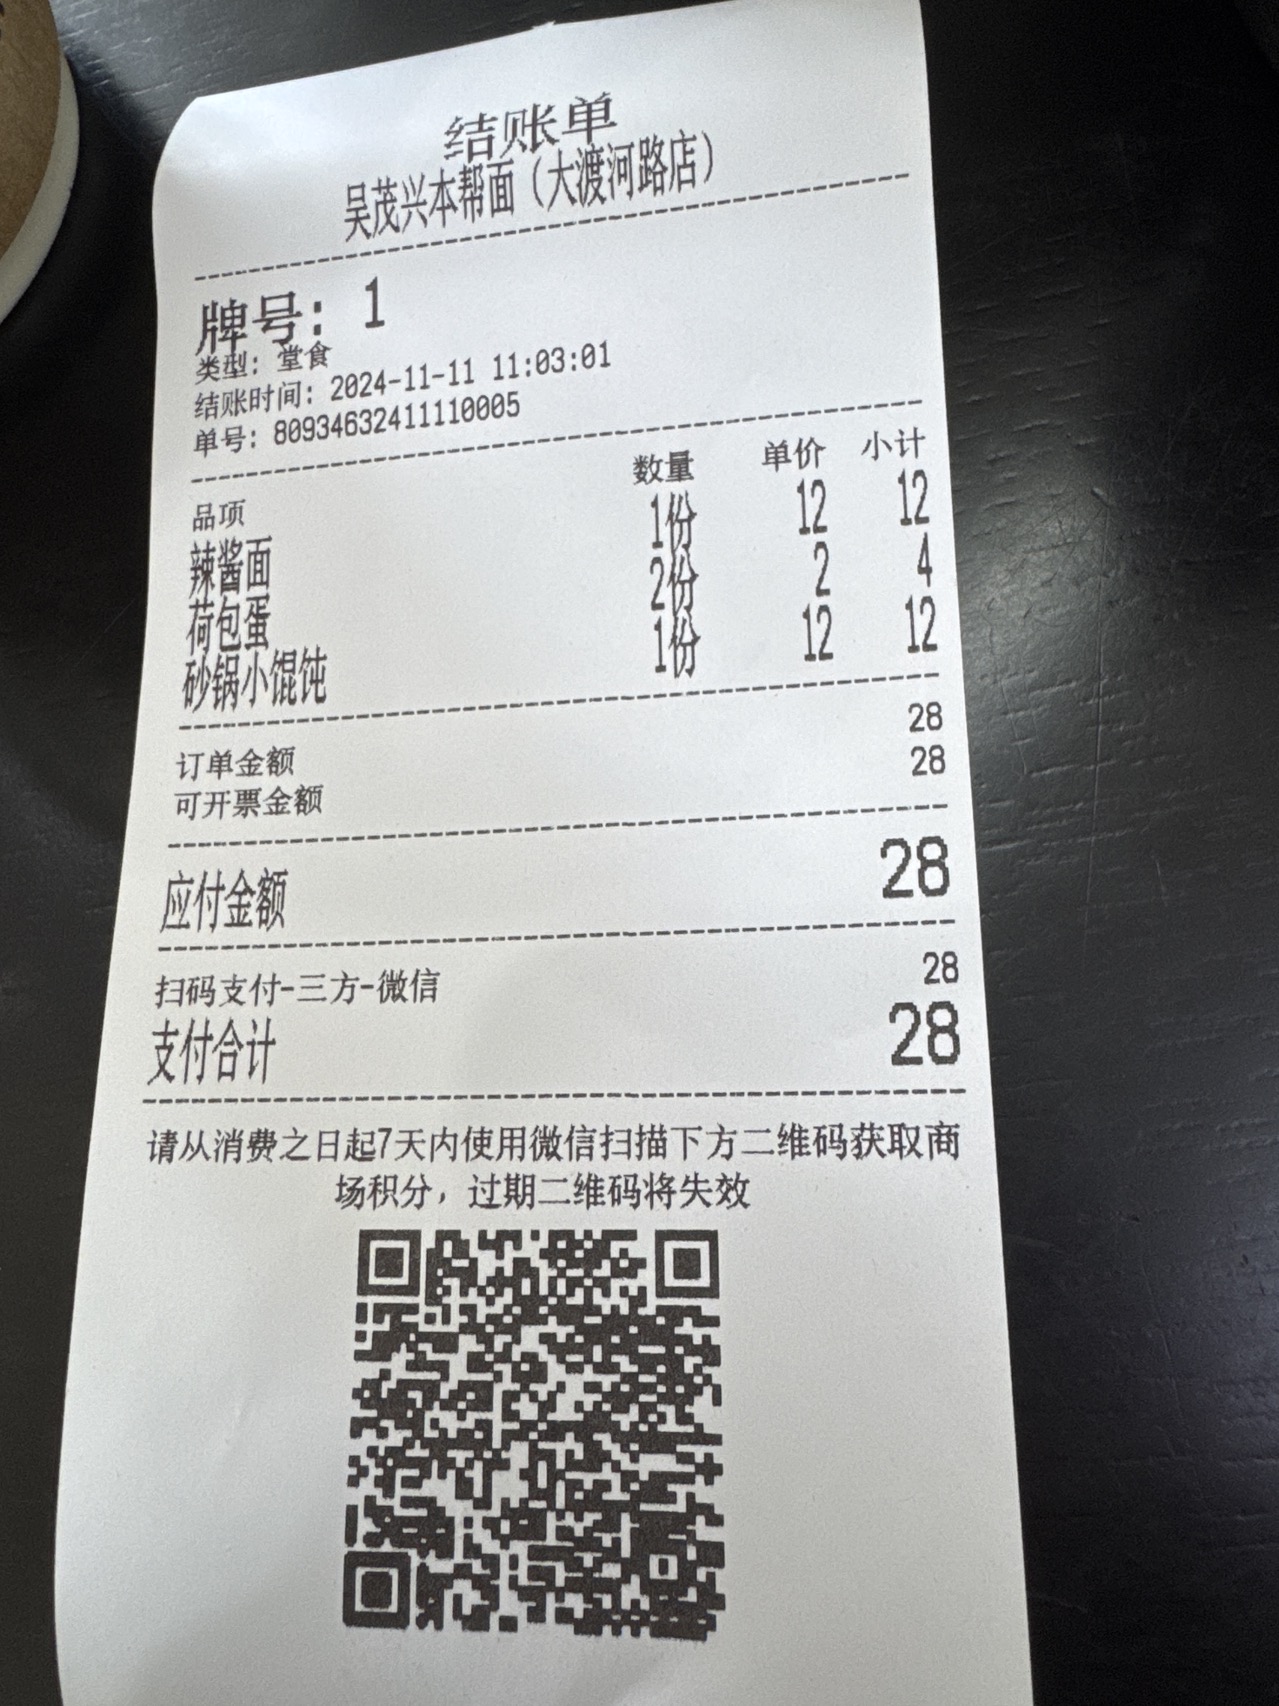 结账单
吴茂兴本帮面（大渡河路店）
牌号：1
类型：堂食
结账时间：2024-11-11 11:03:01
单号：80934632411110005
品项 数量 单价 小计
辣酱面 1份 12 12
荷包蛋 2份 2 4
砂锅小馄饨 1份 12 12
订单金额 28
可开票金额 28
应付金额 28
扫码支付-三方-微信 28
支付合计 28
请从消费之日起7天内使用微信扫描下方二维码获取商
场积分，过期二维码将失效